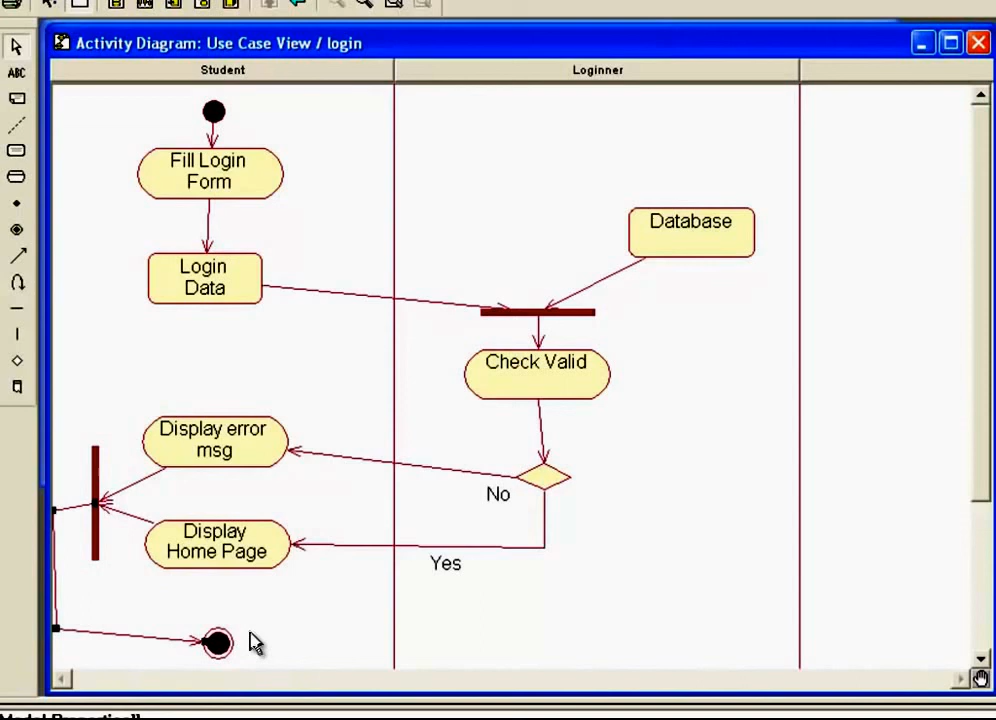 Activity Diagram: Use Case View / login
Student
Loginner
ABC
Fill Login
Form
Database
Login
Data
Check Valid
Display error
msg
No
Display
Home Page
Yes